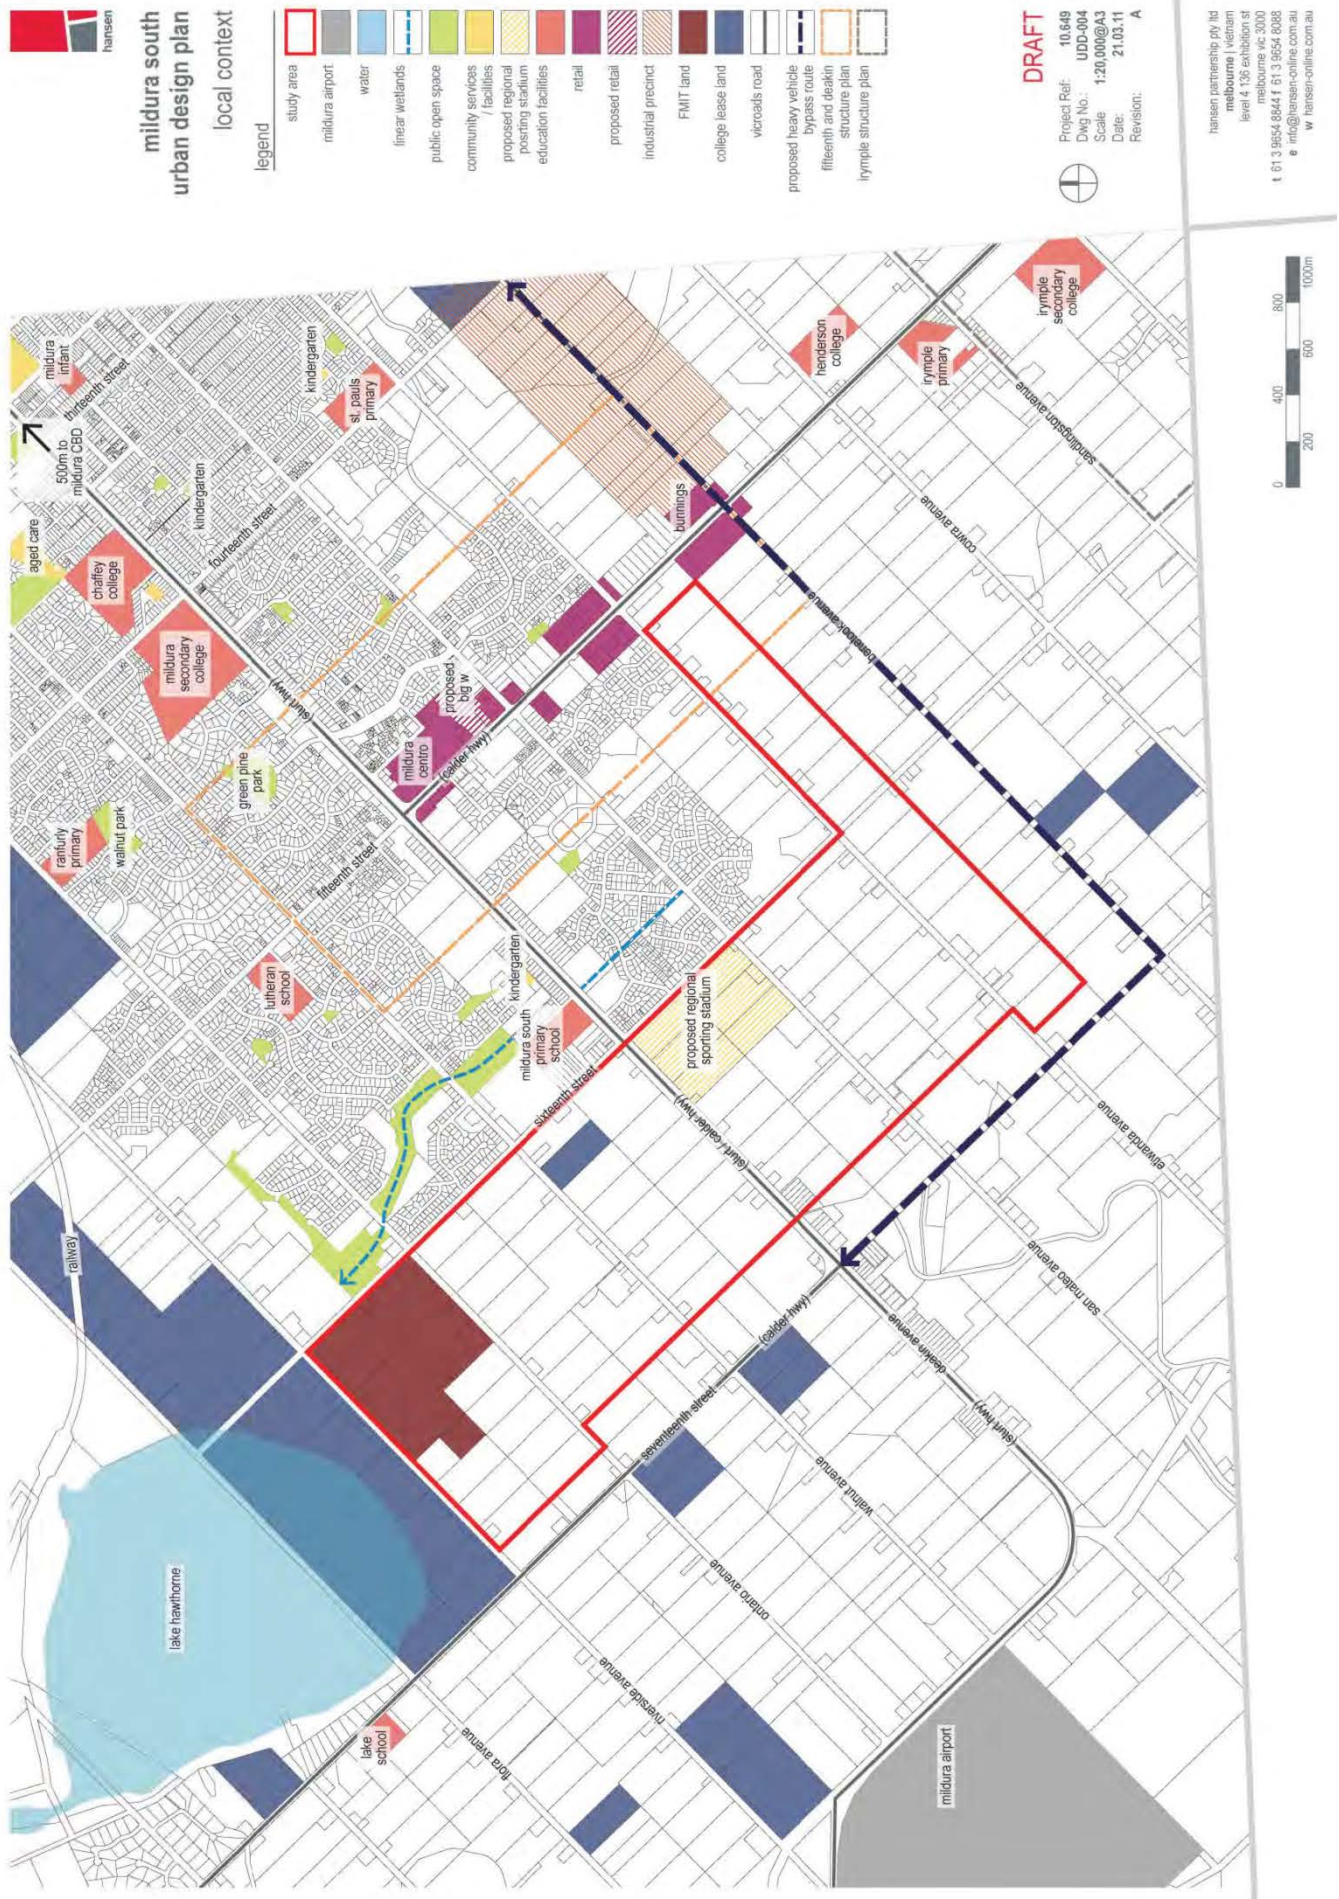 hansen
mildura south
urban design plan
local context
legend
study area
mildura airport
water
linear wetlands
public open space
community services
/ facilities
proposed regional
posrting stadium
education facilities
retail
proposed retail
industrial precinct
FMIT land
college lease land
vicroads road
proposed heavy vehicle
bypass route
fifteenth and deakin
structure plan
irymple structure plan
DRAFT
Project Ref: 10.649
Dwg No.: UDD-004
Scale 1:20,000@A3
Date: 21.03.11
Revision: A
hansen partnership pty ltd
melbourne | vietnam
level 4 136 exhibition st
melbourne vic 3000
t 61 3 9654 8844 f 61 3 9654 8088
e info@hansen-online.com.au
w hansen-online.com.au
0 200 400 600 800 1000m
mildura
infant
thirteenth street
500m to
mildura CBD
kindergarten
st. pauls
primary
aged care
chaffey
college
kindergarten
fourteenth street
mildura
secondary
college
(sturt hwy)
ranfurly
primary
walnut park
green pine
park
fifteenth street
mildura
centro
proposed
big w
(calder hwy)
bunnings
henderson
college
irymple
primary
irymple
secondary
college
sandilingston avenue
cowra avenue
benetook avenue
lutheran
school
kindergarten
mildura south
primary
school
sixteenth street
proposed regional
sporting stadium
(sturt / calder hwy)
etiwanda avenue
san mateo avenue
railway
(calder hwy)
deakin avenue
(sturt hwy)
seventeenth street
walnut avenue
ontario avenue
riverside avenue
flora avenue
lake hawthorne
lake
school
mildura airport